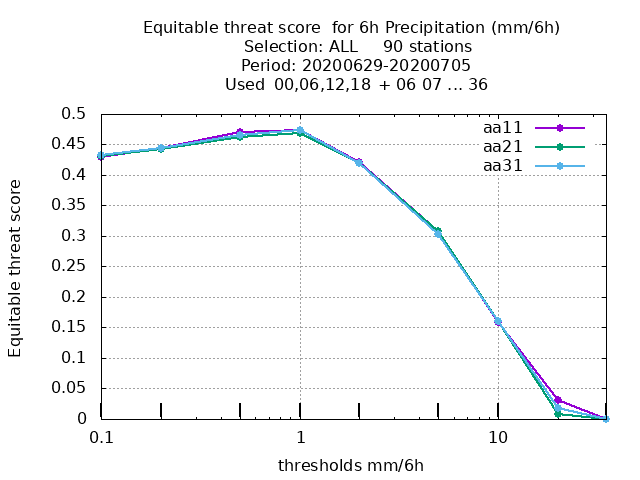 Equitable threat score  for 6h Precipitation (mm/6h)
Selection: ALL     90 stations
Period: 20200629-20200705
Used  00,06,12,18 + 06 07 ... 36
aa11
aa21
aa31
0.5
0.45
0.4
0.35
0.3
0.25
0.2
0.15
0.1
0.05
0
Equitable threat score
0.1
1
10
thresholds mm/6h